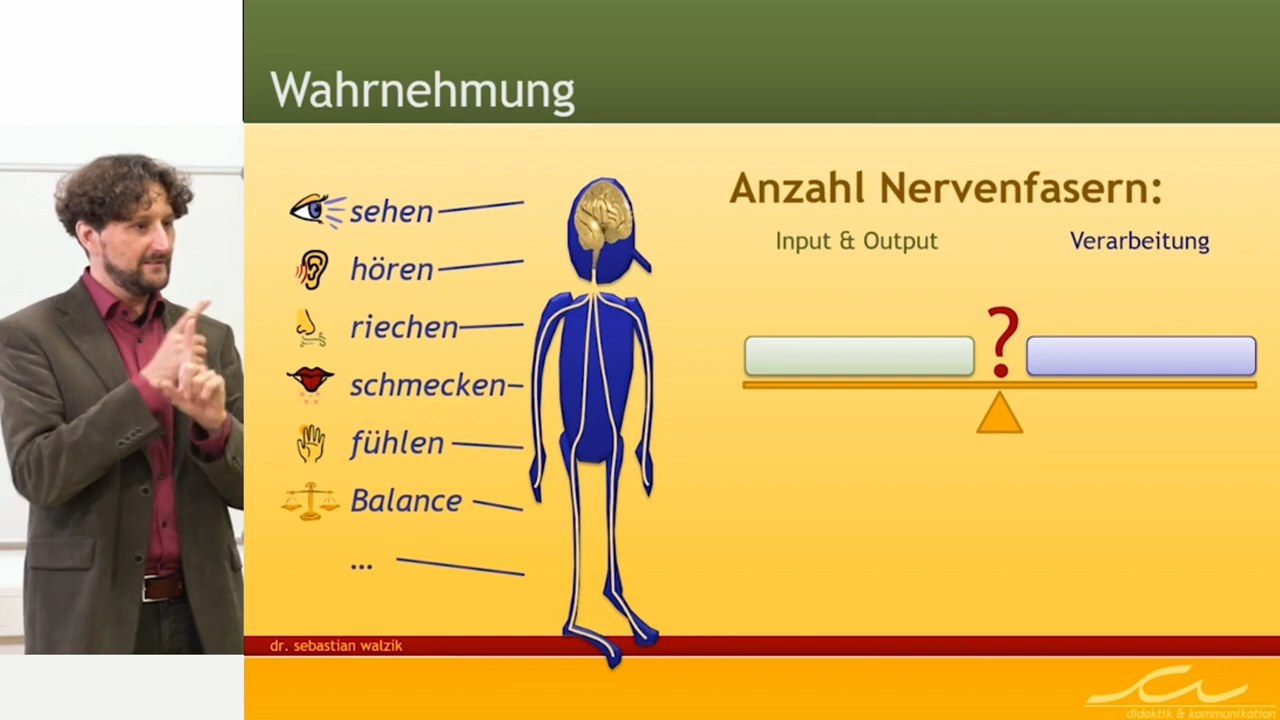 Wahrnehmung
sehen
hören
riechen
schmecken
fühlen
Balance
...
Anzahl Nervenfasern:
Input & Output
Verarbeitung
?
dr. sebastian walzik
didaktik & kommunikation